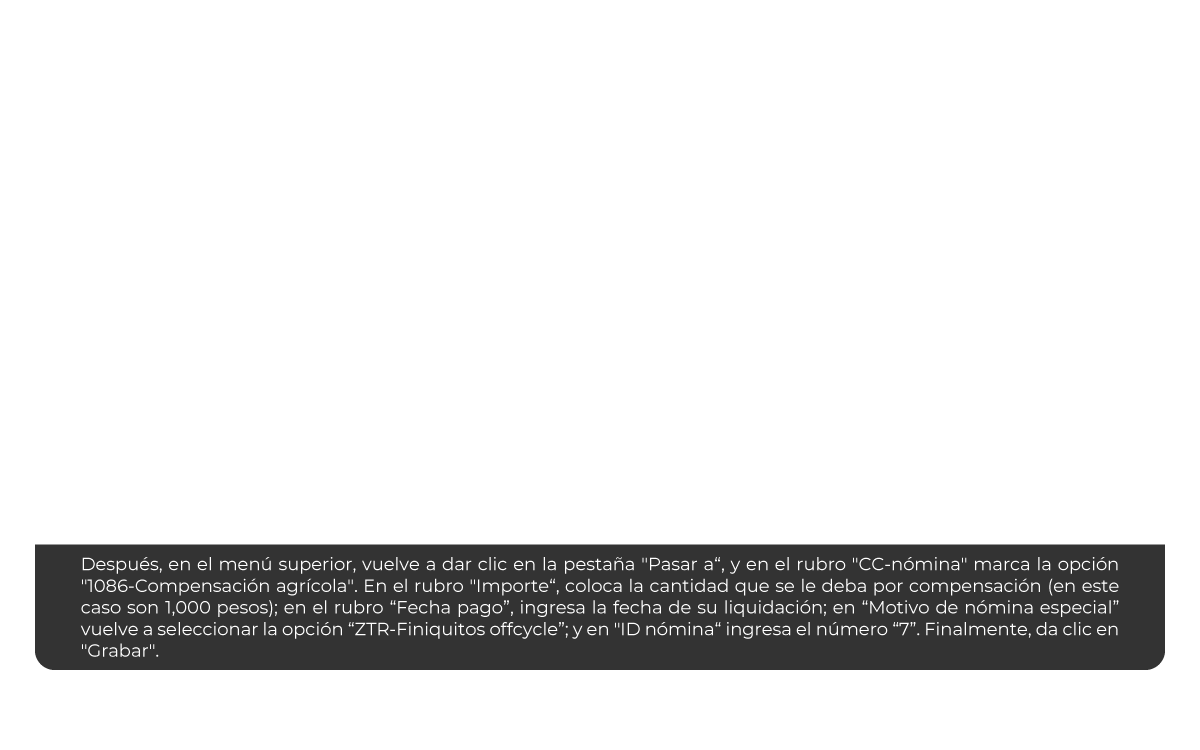 Después, en el menú superior, vuelve a dar clic en la pestaña "Pasar a“, y en el rubro "CC-nómina" marca la opción
"1086-Compensación agrícola". En el rubro "Importe“, coloca la cantidad que se le deba por compensación (en este
caso son 1,000 pesos); en el rubro “Fecha pago”, ingresa la fecha de su liquidación; en “Motivo de nómina especial”
vuelve a seleccionar la opción “ZTR-Finiquitos offcycle”; y en "ID nómina“ ingresa el número “7”. Finalmente, da clic en
"Grabar".